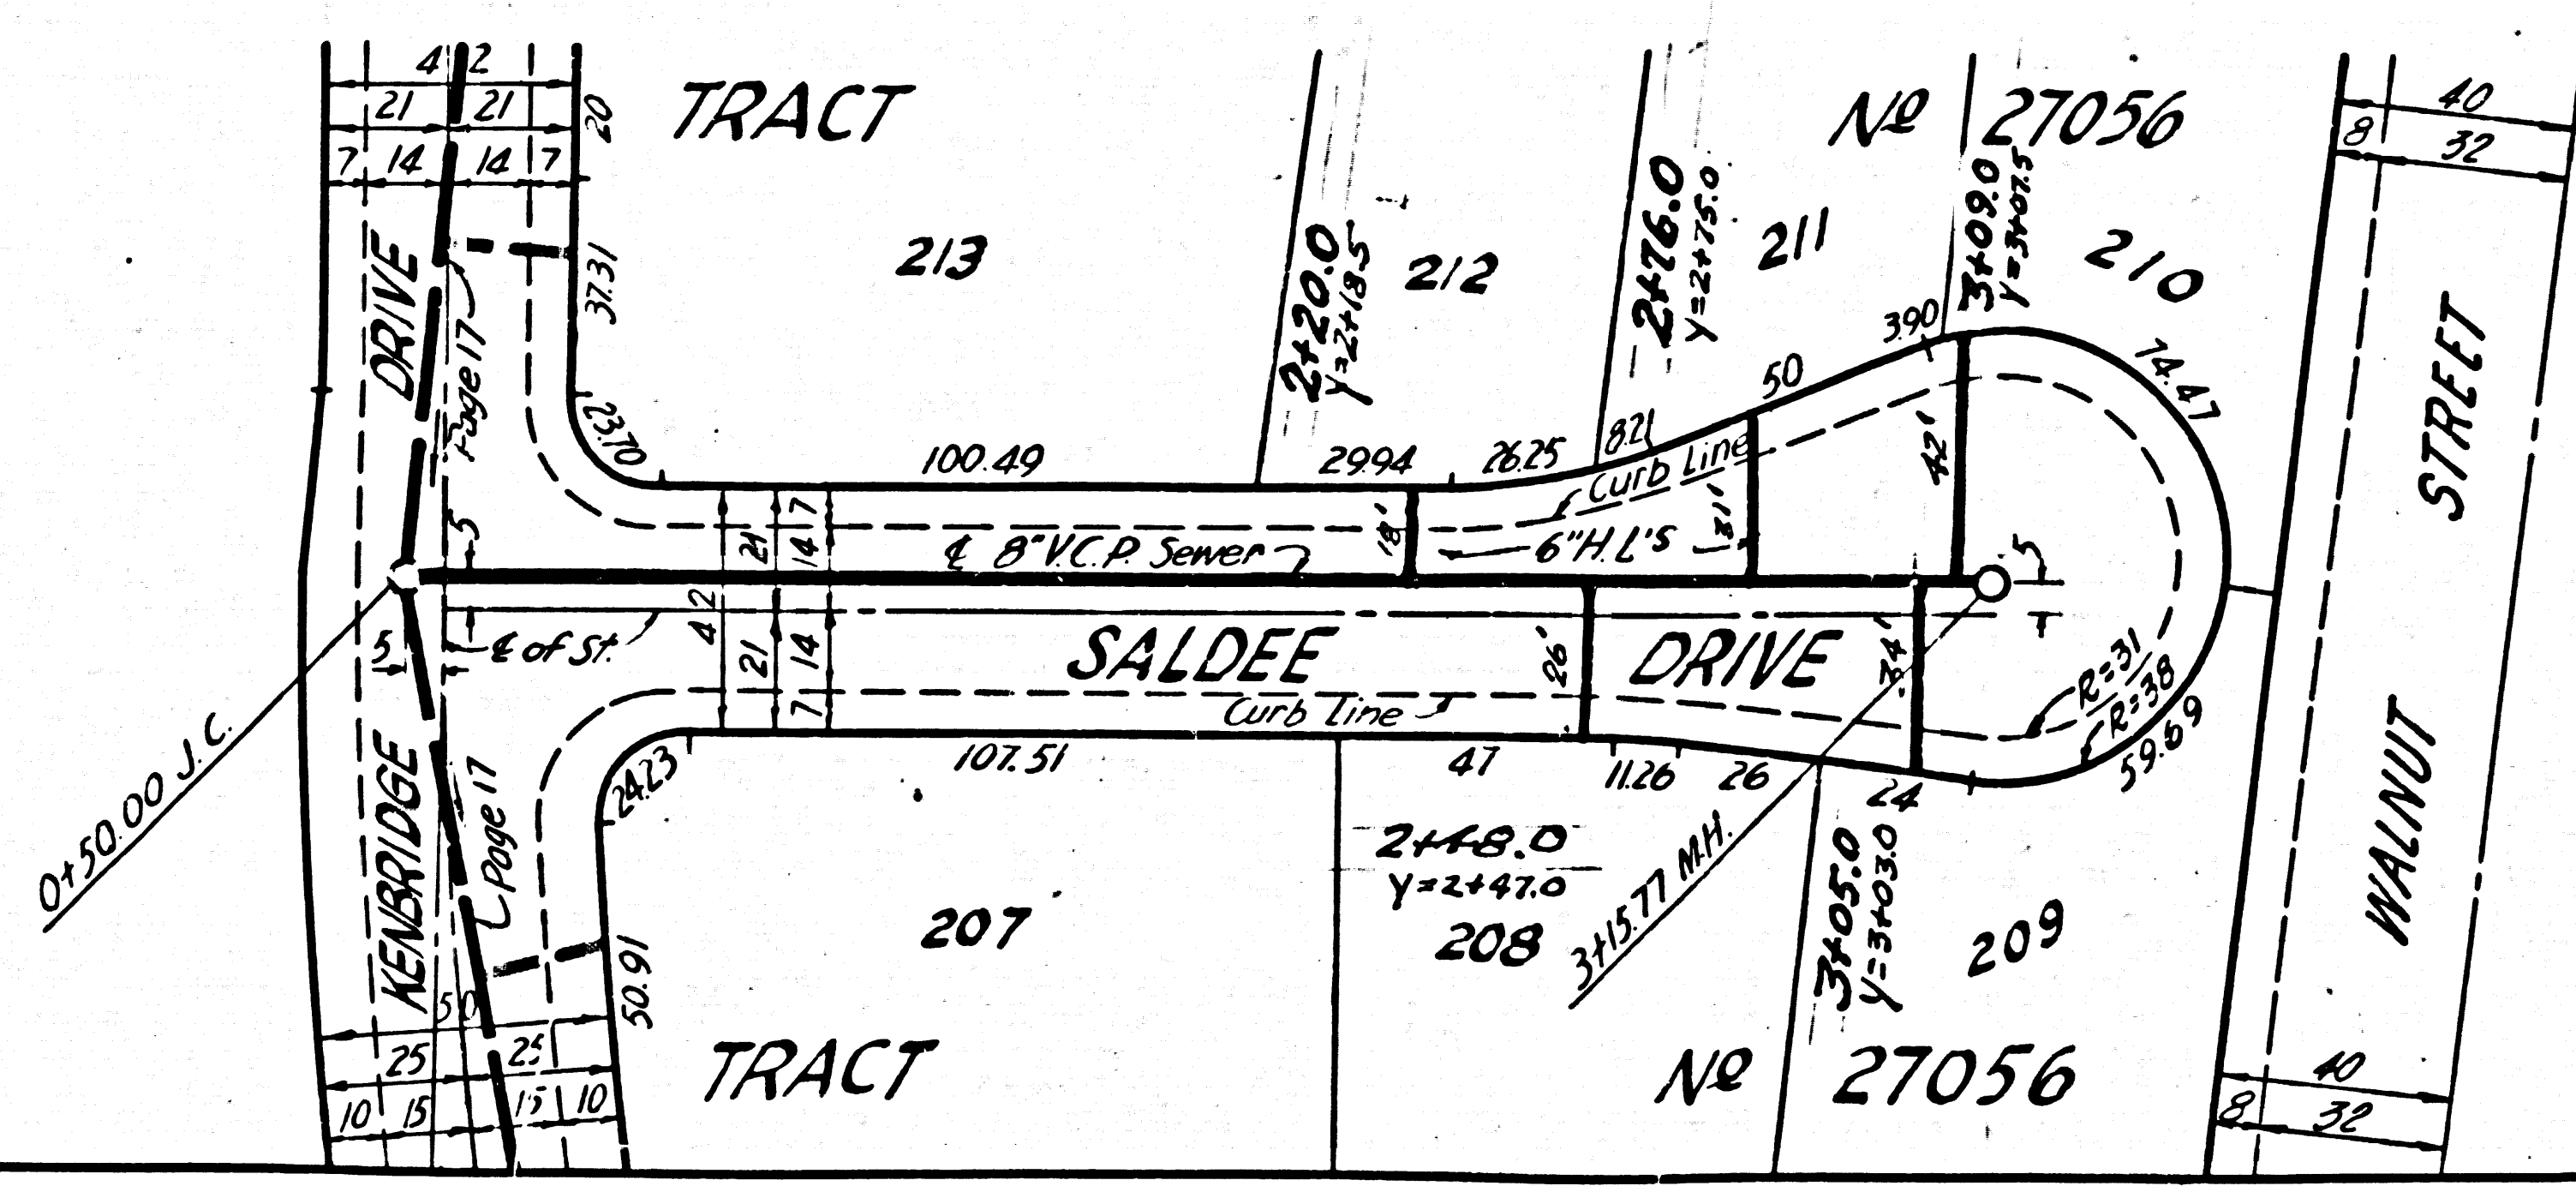 42
21 21
7 14 14 7
20
TRACT
Nº 27056
40
8 32
DRIVE
Page 17
37.31
23.10
213
2+20.0
Y=2+18.5
212
2+76.0
Y=2+75.0
211
3+09.0
Y=3+07.5
210
3.90
74.47
STREET
100.49
29.94
26.25
8.21
50
Curb Line
42'
5
21
14 7
℄ 8" V.C.P. Sewer
18'
6" H.L'S
31'
5
0+50.00 J.C.
5
℄ of St.
42
21
14
7
SALDEE
DRIVE
26'
34'
Curb Line
R=31
R=38
59.69
KENBRIDGE
Page 17
24.23
107.51
47
11.26
26
24
WALNUT
2+48.0
Y=2+47.0
3+15.77 M.H.
3+05.0
Y=3+03.0
207
208
209
50.91
50
25 25
10 15 15 10
TRACT
Nº 27056
40
8 32